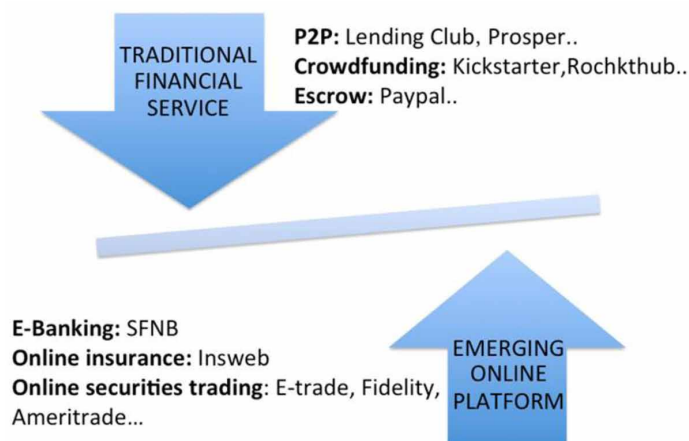 TRADITIONAL
FINANCIAL
SERVICE
P2P: Lending Club, Prosper..
Crowdfunding: Kickstarter,Rochkthub..
Escrow: Paypal..
E-Banking: SFNB
Online insurance: Insweb
Online securities trading: E-trade, Fidelity,
Ameritrade...
EMERGING
ONLINE
PLATFORM